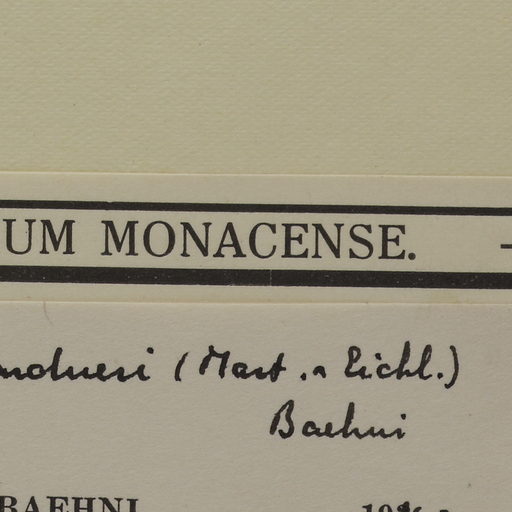 UM MONACENSE. -
(Mart. & Eichl.)
Baehni
BAEHNI